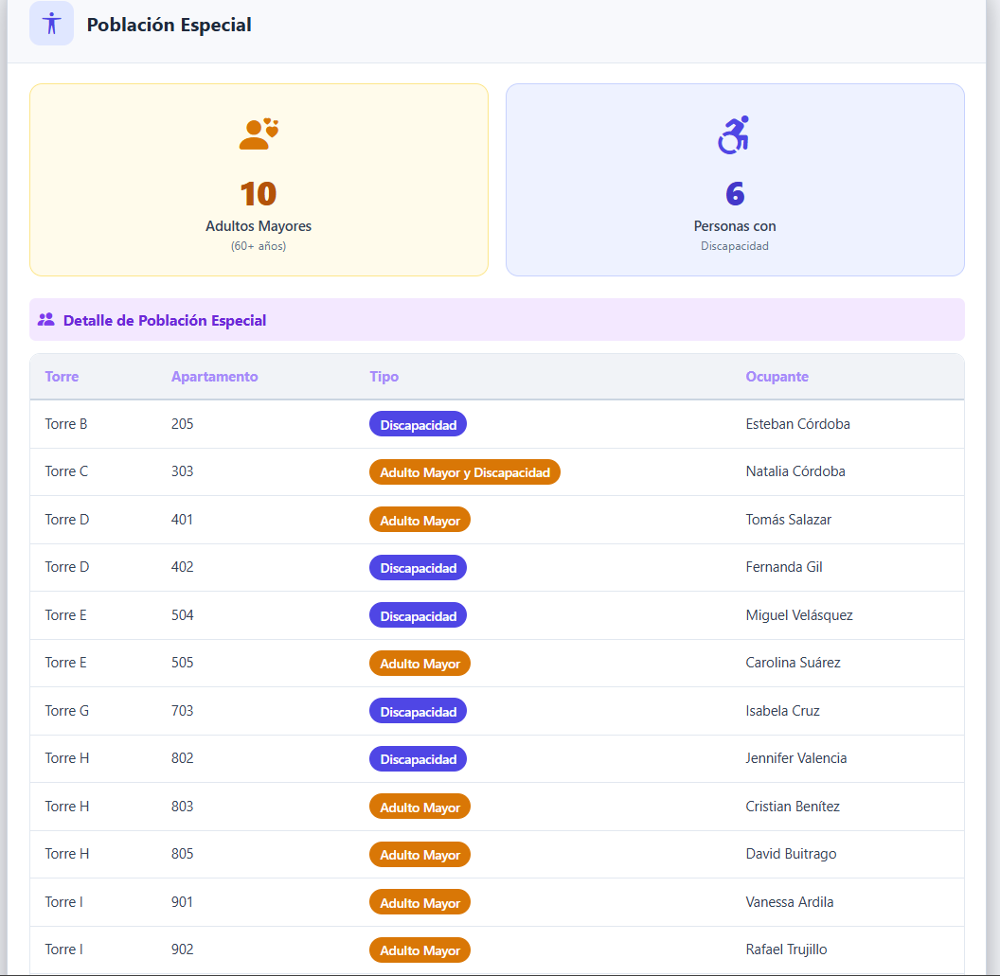 Población Especial
10
Adultos Mayores
(60+ años)
6
Personas con
Discapacidad
Detalle de Población Especial
Torre Apartamento Tipo Ocupante
Torre B 205 Discapacidad Esteban Córdoba
Torre C 303 Adulto Mayor y Discapacidad Natalia Córdoba
Torre D 401 Adulto Mayor Tomás Salazar
Torre D 402 Discapacidad Fernanda Gil
Torre E 504 Discapacidad Miguel Velásquez
Torre E 505 Adulto Mayor Carolina Suárez
Torre G 703 Discapacidad Isabela Cruz
Torre H 802 Discapacidad Jennifer Valencia
Torre H 803 Adulto Mayor Cristian Benítez
Torre H 805 Adulto Mayor David Buitrago
Torre I 901 Adulto Mayor Vanessa Ardila
Torre I 902 Adulto Mayor Rafael Trujillo